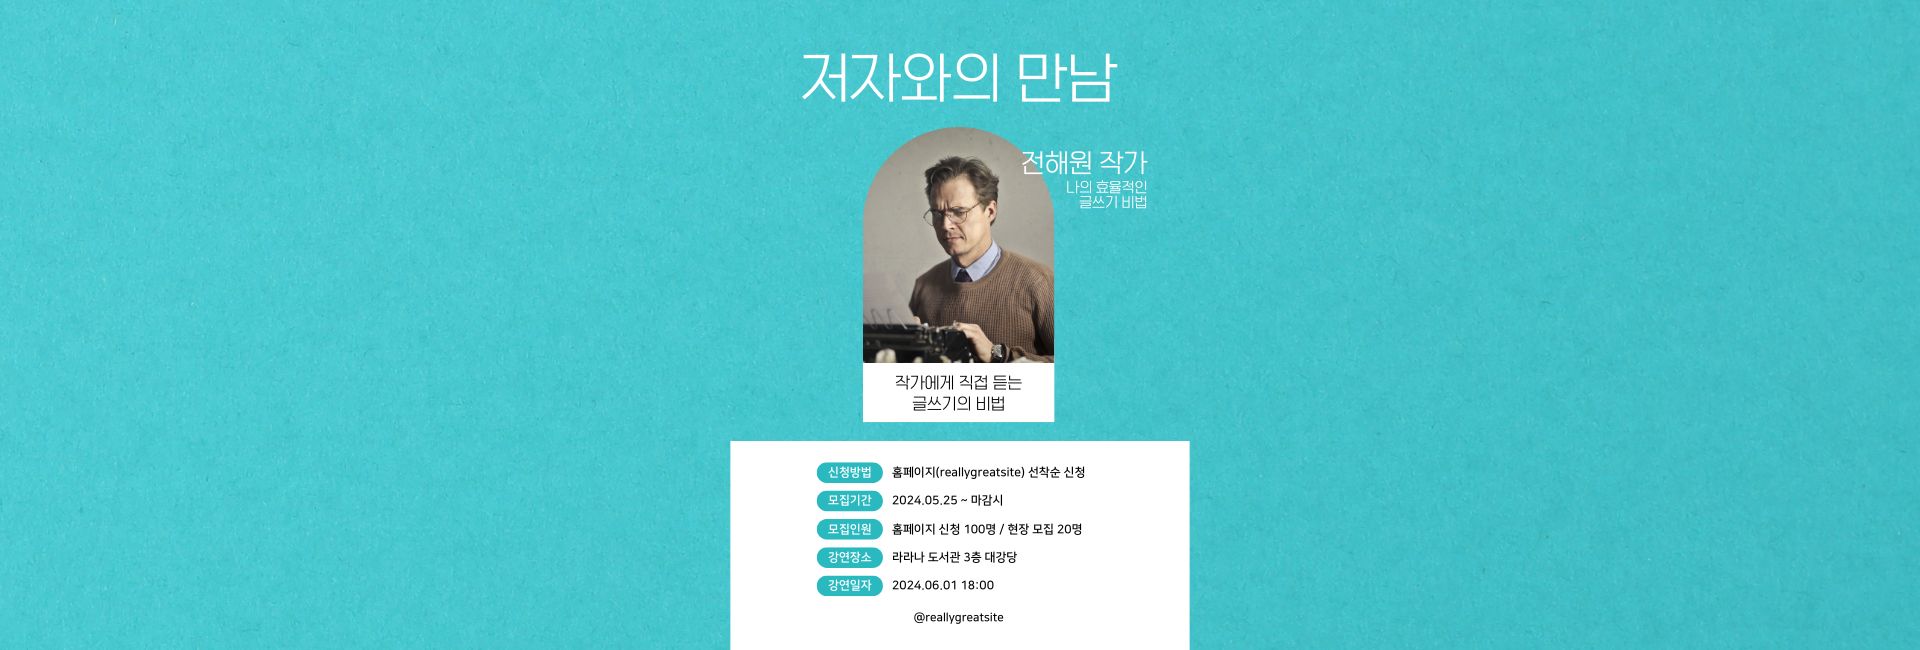 저자와의 만남
전해원 작가
나의 효율적인
글쓰기 비법
작가에게 직접 듣는
글쓰기의 비법
신청방법 홈페이지(reallygreatsite) 선착순 신청
모집기간 2024.05.25 ~ 마감시
모집인원 홈페이지 신청 100명 / 현장 모집 20명
강연장소 라라나 도서관 3층 대강당
강연일자 2024.06.01 18:00
@reallygreatsite